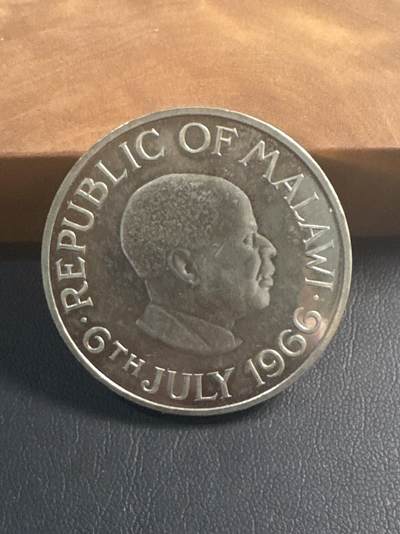 · REPUBLIC OF MALAWI ·
6TH JULY 1966